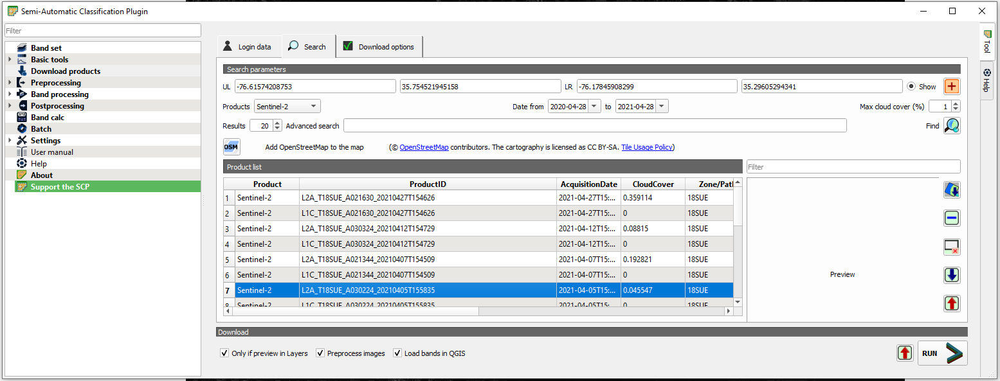 Semi-Automatic Classification Plugin
Filter
Band set
Basic tools
Download products
Preprocessing
Band processing
Postprocessing
Band calc
Batch
Settings
User manual
Help
About
Support the SCP
Login data Search Download options
Search parameters
UL -76.61574208753 35.754521945158 LR -76.17845908299 35.29605294341 Show
Products Sentinel-2 Date from 2020-04-28 to 2021-04-28 Max cloud cover (%) 1
Results 20 Advanced search Find
OSM Add OpenStreetMap to the map (© OpenStreetMap contributors. The cartography is licensed as CC BY-SA. Tile Usage Policy)
Product list Filter
Product ProductID AcquisitionDate CloudCover Zone/Path
1 Sentinel-2 L2A_T18SUE_A021630_20210427T154626 2021-04-27T15:... 0.359114 18SUE
2 Sentinel-2 L1C_T18SUE_A021630_20210427T154626 2021-04-27T15:... 0 18SUE
3 Sentinel-2 L2A_T18SUE_A030324_20210412T154729 2021-04-12T15:... 0.08815 18SUE
4 Sentinel-2 L1C_T18SUE_A030324_20210412T154729 2021-04-12T15:... 0 18SUE
5 Sentinel-2 L2A_T18SUE_A021344_20210407T154509 2021-04-07T15:... 0.192821 18SUE
6 Sentinel-2 L1C_T18SUE_A021344_20210407T154509 2021-04-07T15:... 0 18SUE
7 Sentinel-2 L2A_T18SUE_A030224_20210405T155835 2021-04-05T15:... 0.045547 18SUE
8 Sentinel-2 L1C_T18SUE_A030224_20210405T155835 2021-04-05T15:... 0 18SUE
Preview
Download
Only if preview in Layers Preprocess images Load bands in QGIS
RUN
Tool
Help